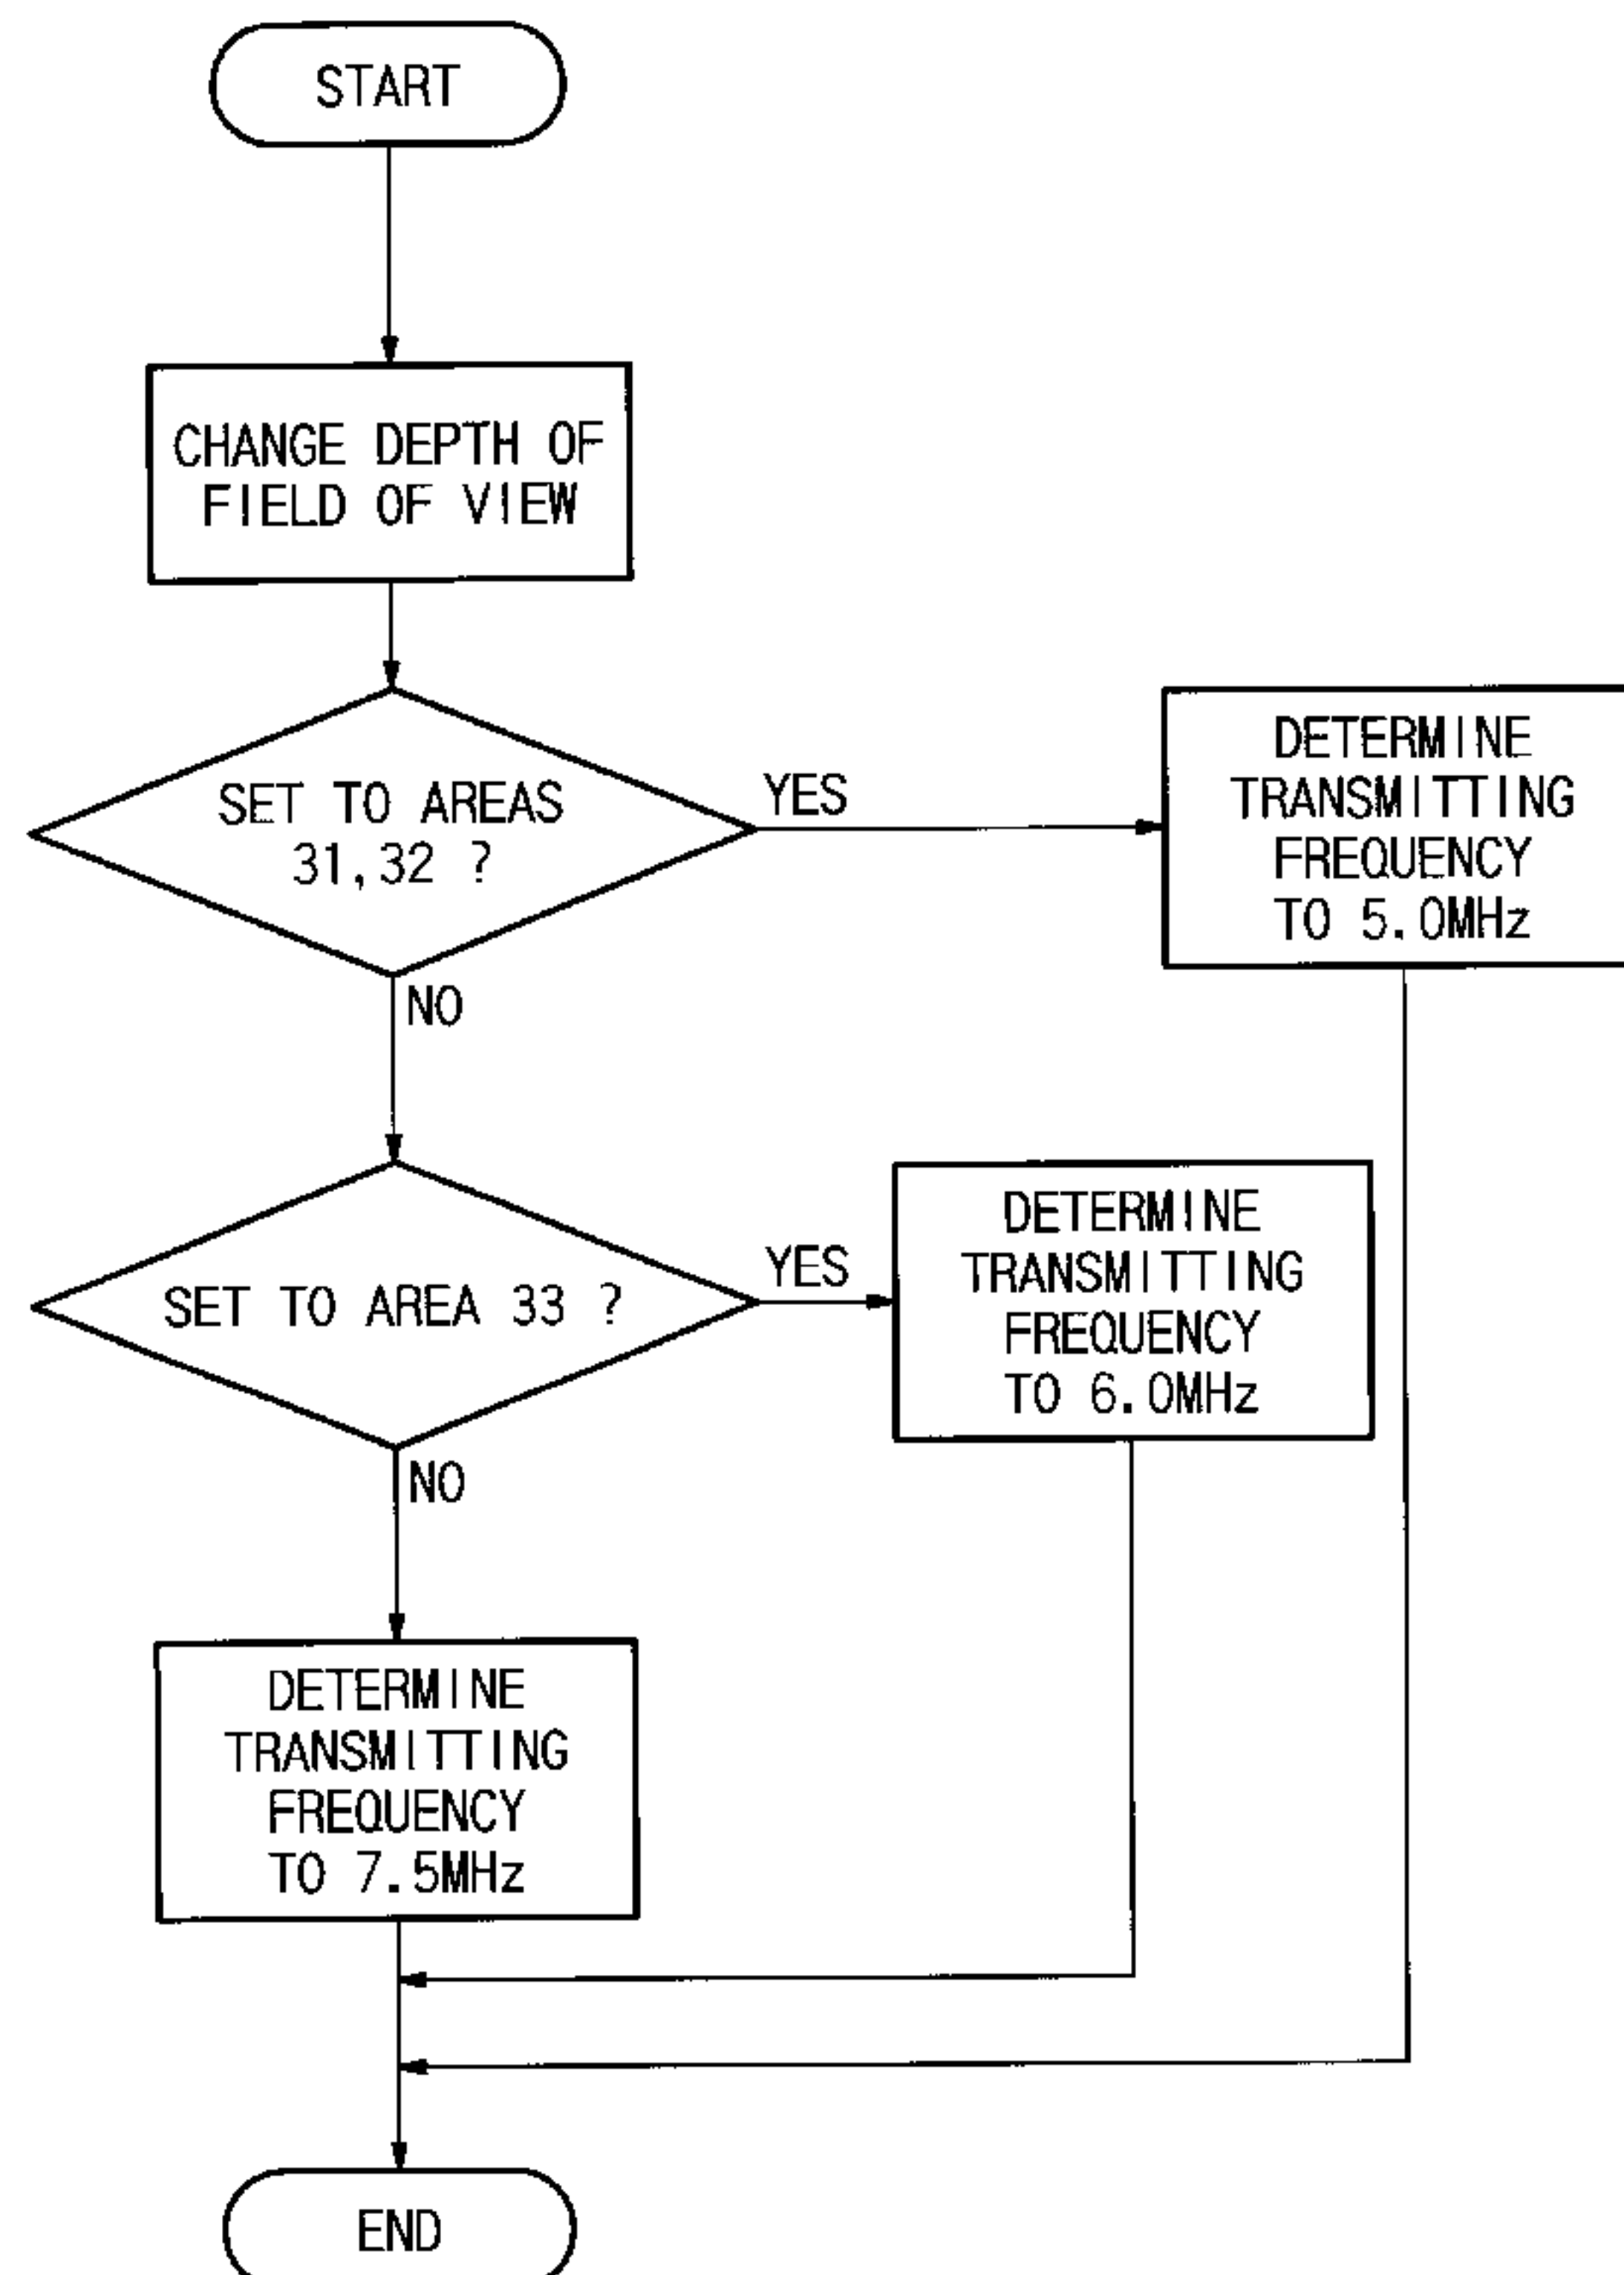 START
CHANGE DEPTH OF
FIELD OF VIEW
SET TO AREAS
31,32 ?
YES
DETERMINE
TRANSMITTING
FREQUENCY
TO 5.0MHz
NO
SET TO AREA 33 ?
YES
DETERMINE
TRANSMITTING
FREQUENCY
TO 6.0MHz
NO
DETERMINE
TRANSMITTING
FREQUENCY
TO 7.5MHz
END